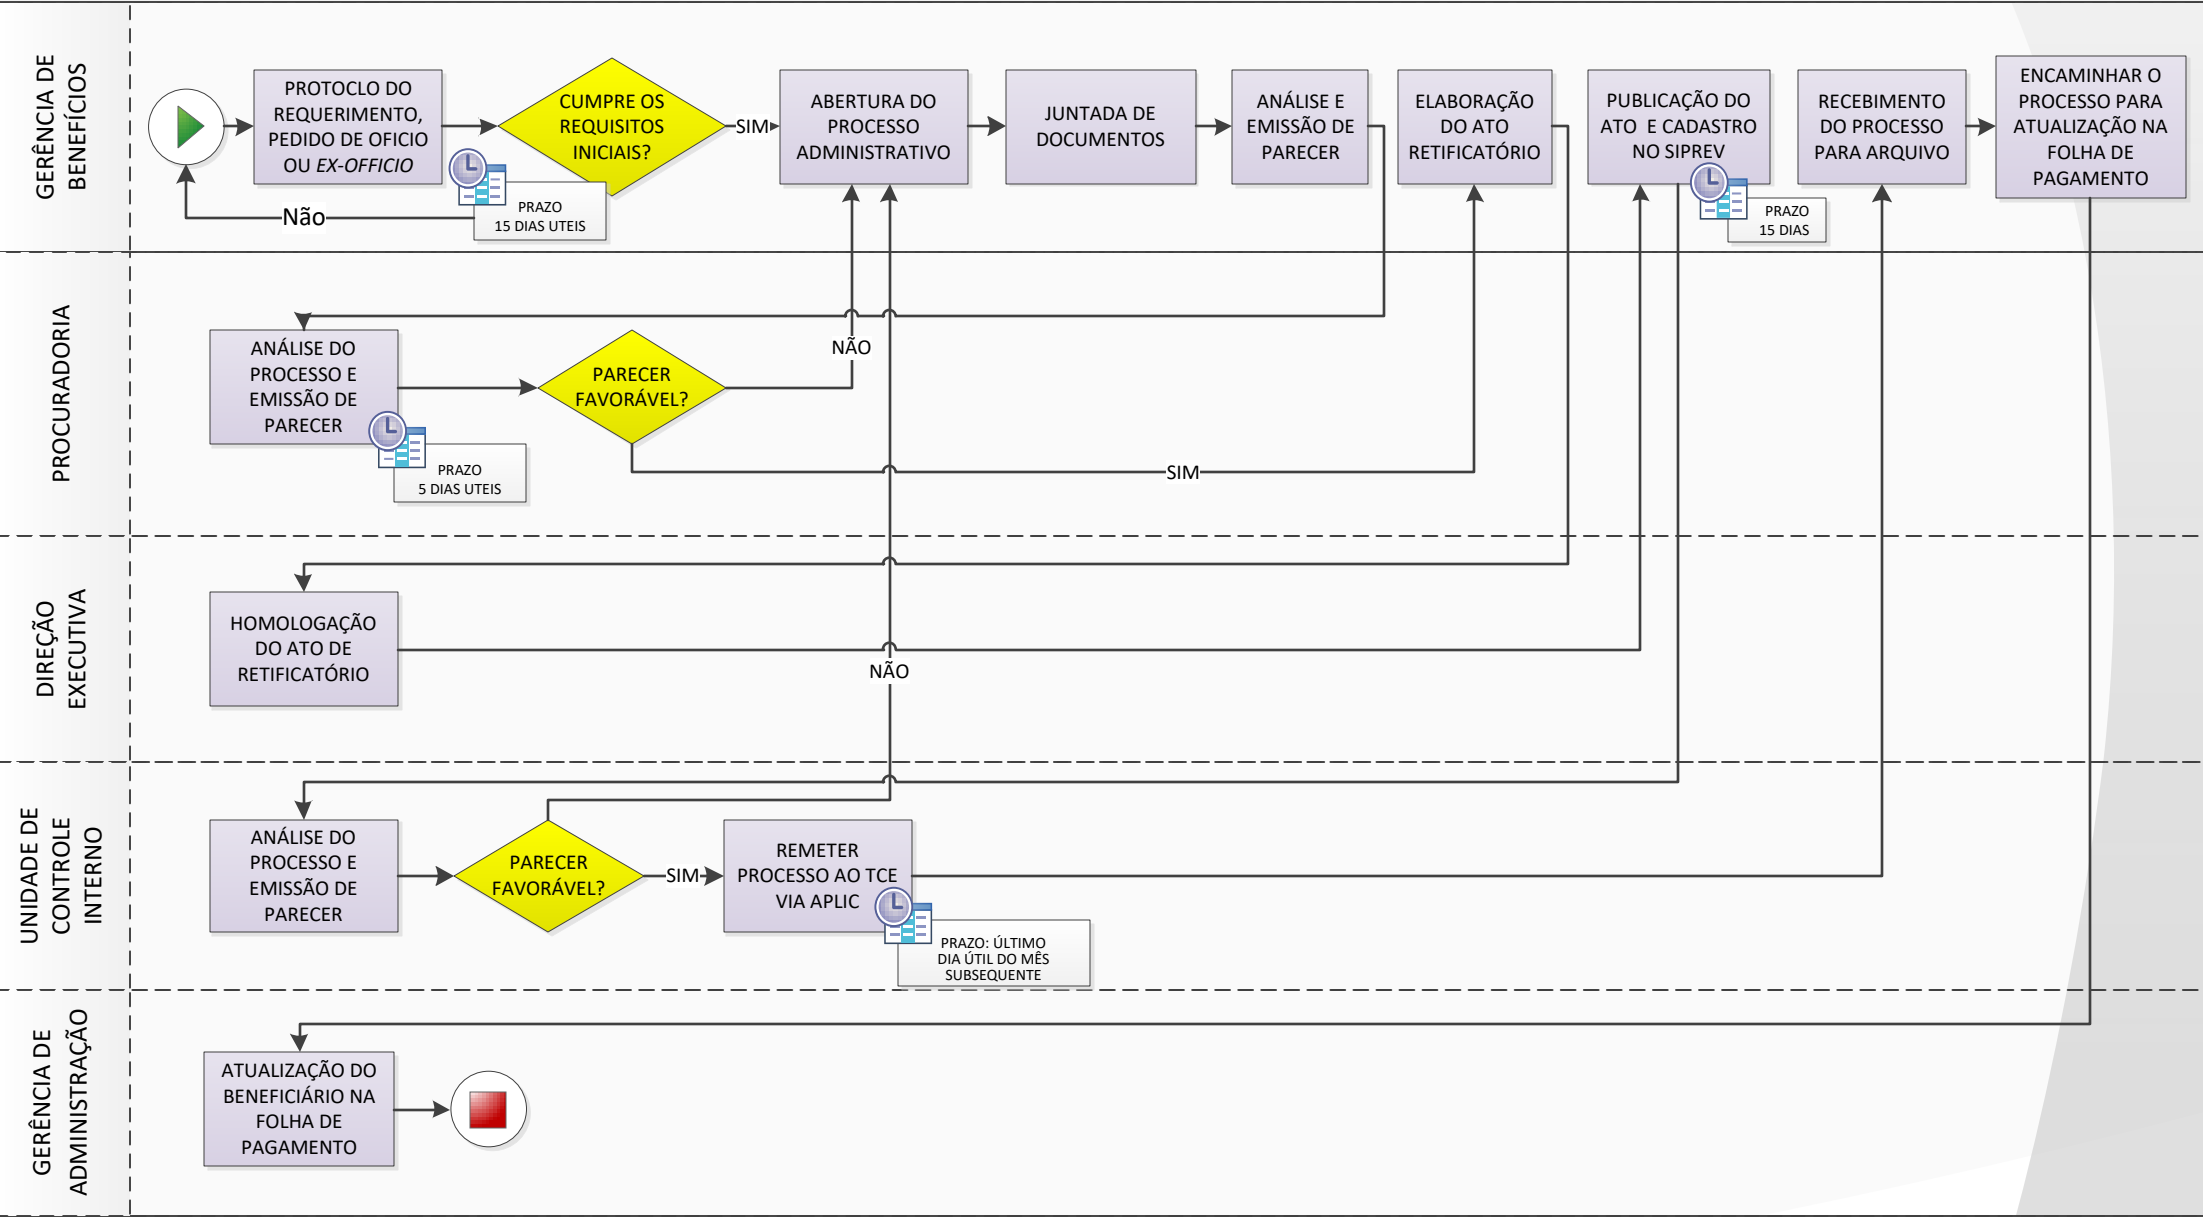 GERÊNCIA DE
BENEFÍCIOS
PROTOCLO DO
REQUERIMENTO,
PEDIDO DE OFICIO
OU EX-OFFICIO
CUMPRE OS
REQUISITOS
INICIAIS?
SIM
ABERTURA DO
PROCESSO
ADMINISTRATIVO
JUNTADA DE
DOCUMENTOS
ANÁLISE E
EMISSÃO DE
PARECER
ELABORAÇÃO
DO ATO
RETIFICATÓRIO
PUBLICAÇÃO DO
ATO E CADASTRO
NO SIPREV
RECEBIMENTO
DO PROCESSO
PARA ARQUIVO
ENCAMINHAR O
PROCESSO PARA
ATUALIZAÇÃO NA
FOLHA DE
PAGAMENTO
Não
PRAZO
15 DIAS UTEIS
PRAZO
15 DIAS
PROCURADORIA
ANÁLISE DO
PROCESSO E
EMISSÃO DE
PARECER
PRAZO
5 DIAS UTEIS
PARECER
FAVORÁVEL?
NÃO
SIM
DIREÇÃO
EXECUTIVA
HOMOLOGAÇÃO
DO ATO DE
RETIFICATÓRIO
NÃO
UNIDADE DE
CONTROLE
INTERNO
ANÁLISE DO
PROCESSO E
EMISSÃO DE
PARECER
PARECER
FAVORÁVEL?
SIM
REMETER
PROCESSO AO TCE
VIA APLIC
PRAZO: ÚLTIMO
DIA ÚTIL DO MÊS
SUBSEQUENTE
GERÊNCIA DE
ADMINISTRAÇÃO
ATUALIZAÇÃO DO
BENEFICIÁRIO NA
FOLHA DE
PAGAMENTO